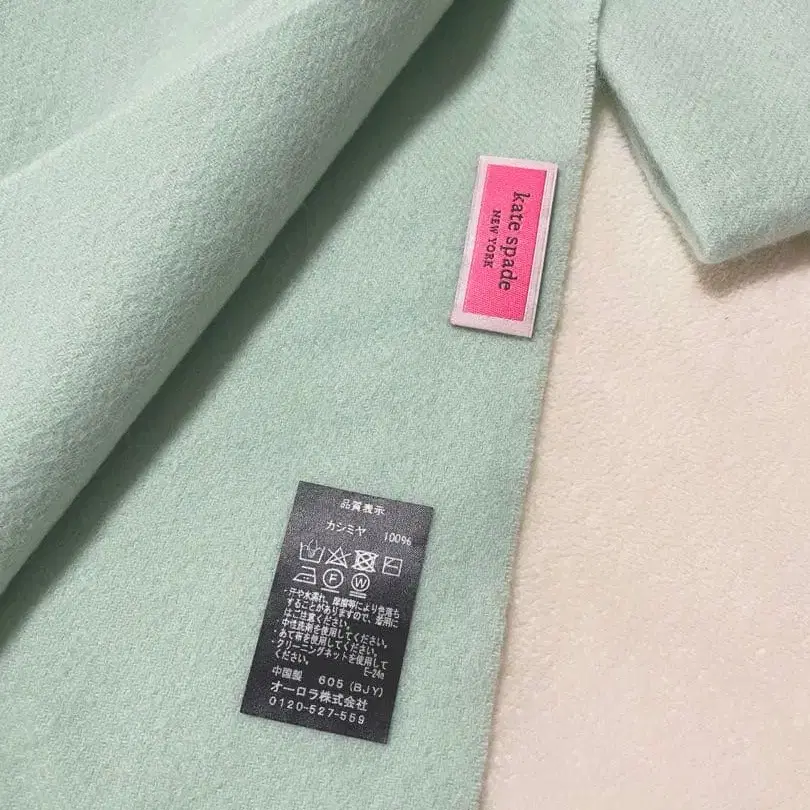 kate spade
NEW YORK
品質表示
カシミヤ 100%
F W
・汗や水濡れ、摩擦等により色落ち
することがありますので、着用に
はご注意ください。
・中性洗剤を使用してください。
・あて布を使用してください。
・クリーニングネットを使用して
ください。 E-24a
中国製 605 (BJY)
オーロラ株式会社
0120-527-559